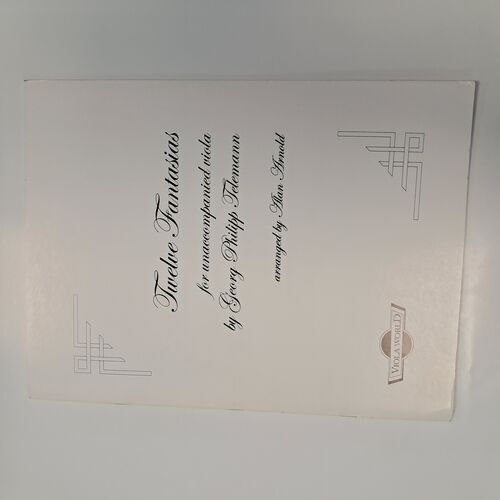 Twelve Fantasias
for unaccompanied viola
by Georg Philipp Telemann
arranged by Alan Arnold
VIOLA WORLD